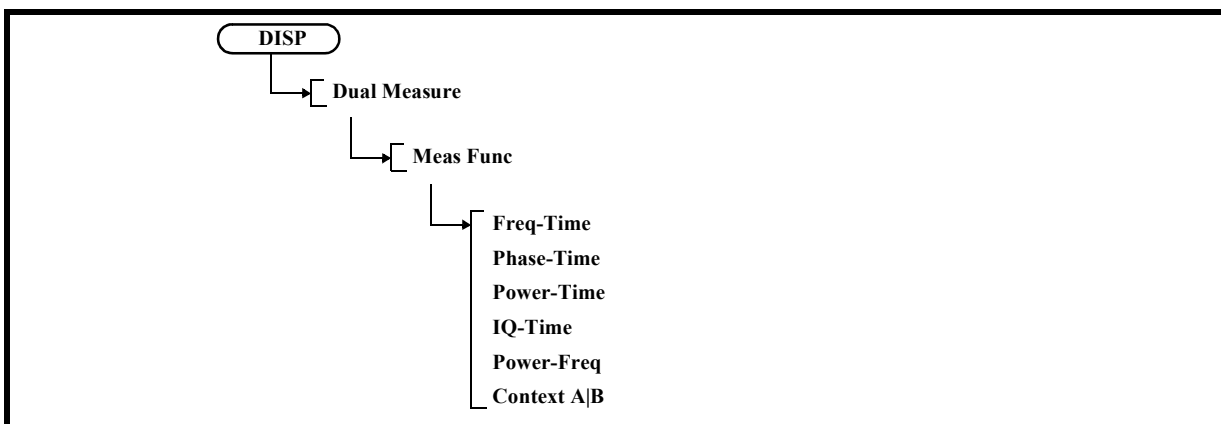 DISP
Dual Measure
Meas Func
Freq-Time
Phase-Time
Power-Time
IQ-Time
Power-Freq
Context A|B